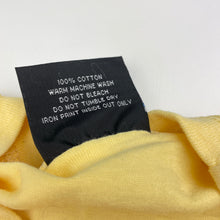 100% COTTON
WARM MACHINE WASH
DO NOT BLEACH
DO NOT TUMBLE DRY
IRON PRINT INSIDE OUT ONLY